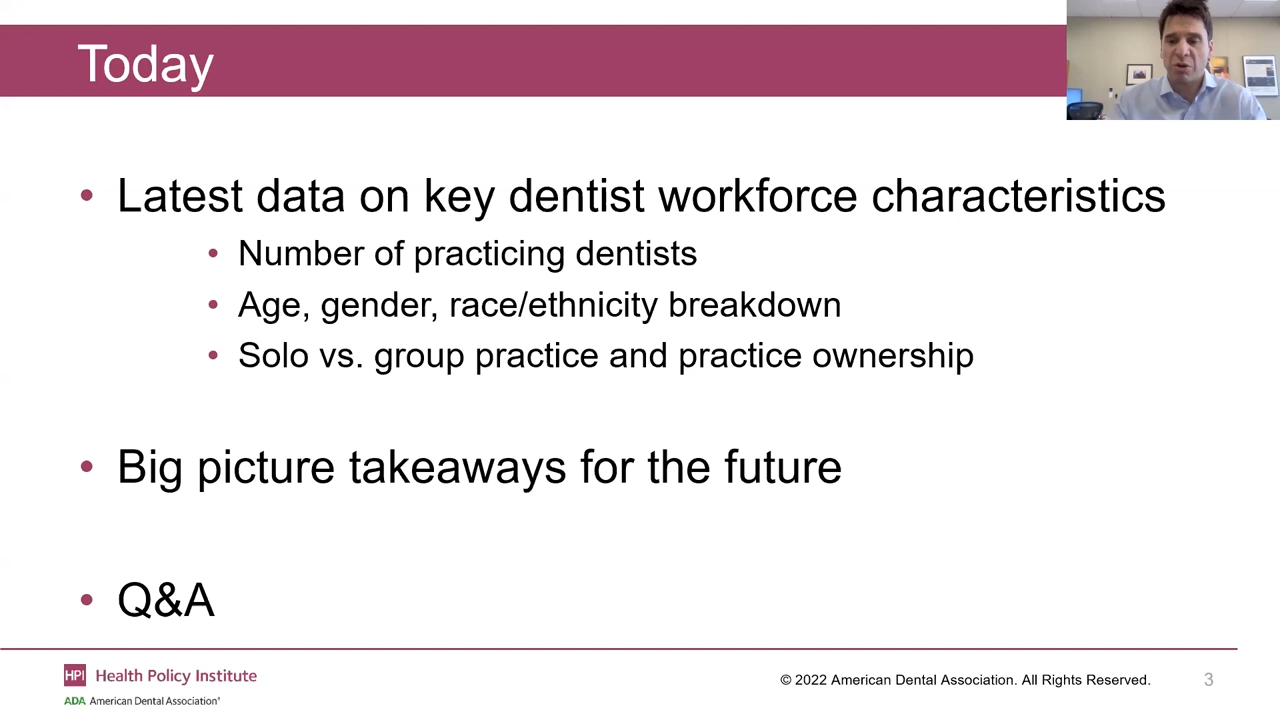 Today
• Latest data on key dentist workforce characteristics
• Number of practicing dentists
• Age, gender, race/ethnicity breakdown
• Solo vs. group practice and practice ownership
• Big picture takeaways for the future
• Q&A
HPI Health Policy Institute
ADA American Dental Association®
© 2022 American Dental Association. All Rights Reserved.
3